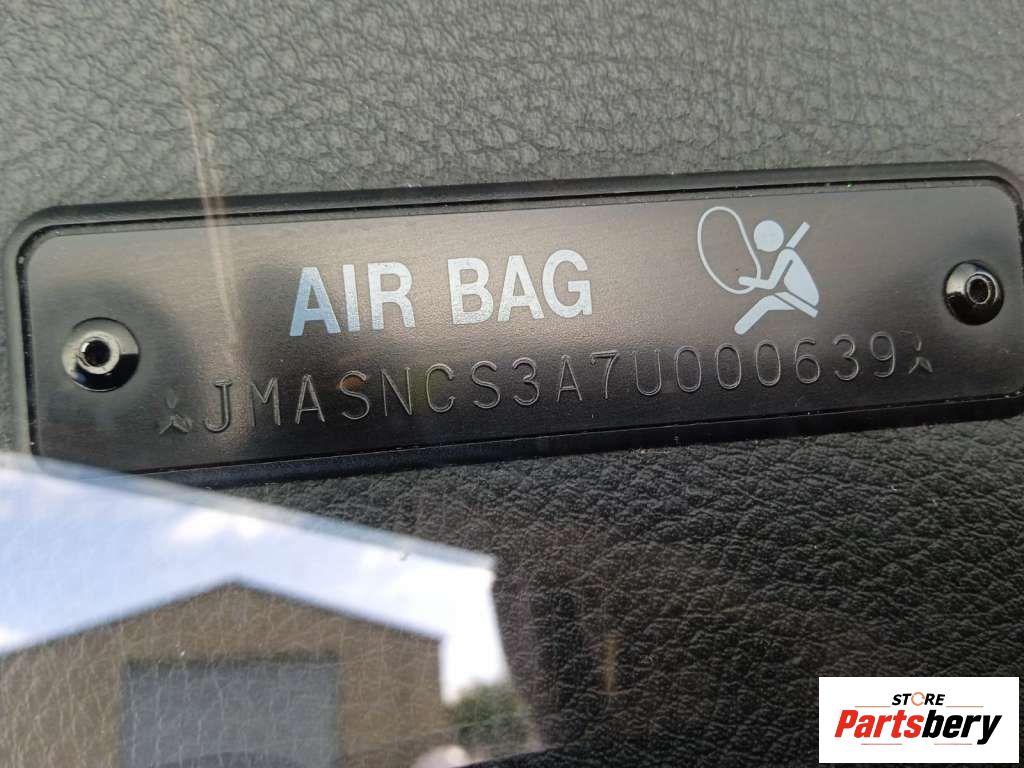 AIR BAG
JMASNCS3A7U000639
STORE
Partsbery